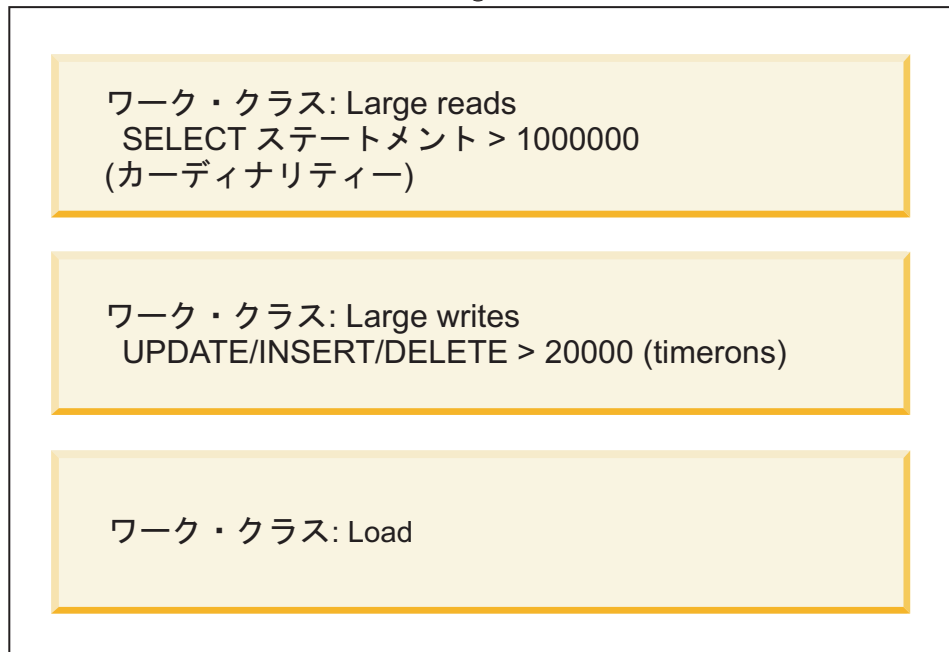 ワーク・クラス: Large reads
SELECT ステートメント > 1000000
(カーディナリティー)
ワーク・クラス: Large writes
UPDATE/INSERT/DELETE > 20000 (timerons)
ワーク・クラス: Load